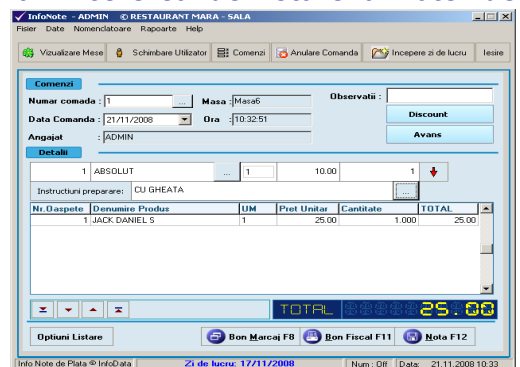 InfoNote - ADMIN © RESTAURANT MARA - SALA
Fisier Date Nomenclatoare Rapoarte Help
Vizualizare Mese Schimbare Utilizator Comenzi Anulare Comanda Incepere zi de lucru Iesire
Comenzi
Numar comada : 1 ... Masa : Masa6 Observatii :
Data Comanda : 21/11/2008 Ora : 10:32:51 Discount
Angajat : ADMIN Avans
Detalii
1 ABSOLUT ... 1 10.00 1
Instructiuni preparare: CU GHEATA ...
Nr.Oaspete Denumire Produs UM Pret Unitar Cantitate TOTAL
1 JACK DANIEL S 1 25.00 1.000 25.00
TOTAL 25.00
Optiuni Listare Bon Marcaj F8 Bon Fiscal F11 Nota F12
Info Note de Plata © InfoData Zi de lucru: 17/11/2008 Num : Off Data: 21.11.2008 10:33